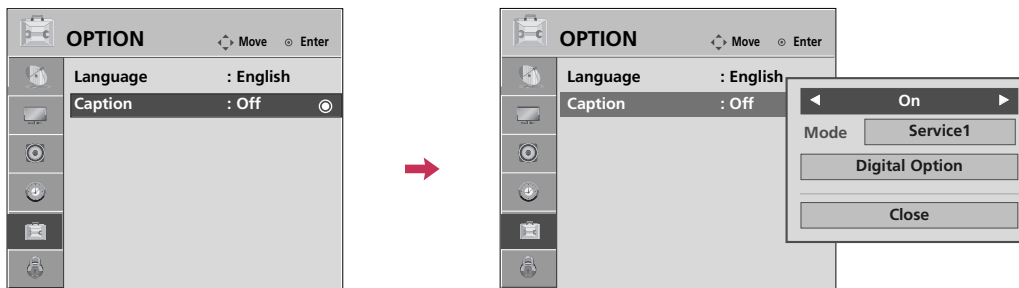 OPTION
Move
Enter
Language : English
Caption : Off
OPTION
Move
Enter
Language : English
Caption : Off
On
Mode Service1
Digital Option
Close